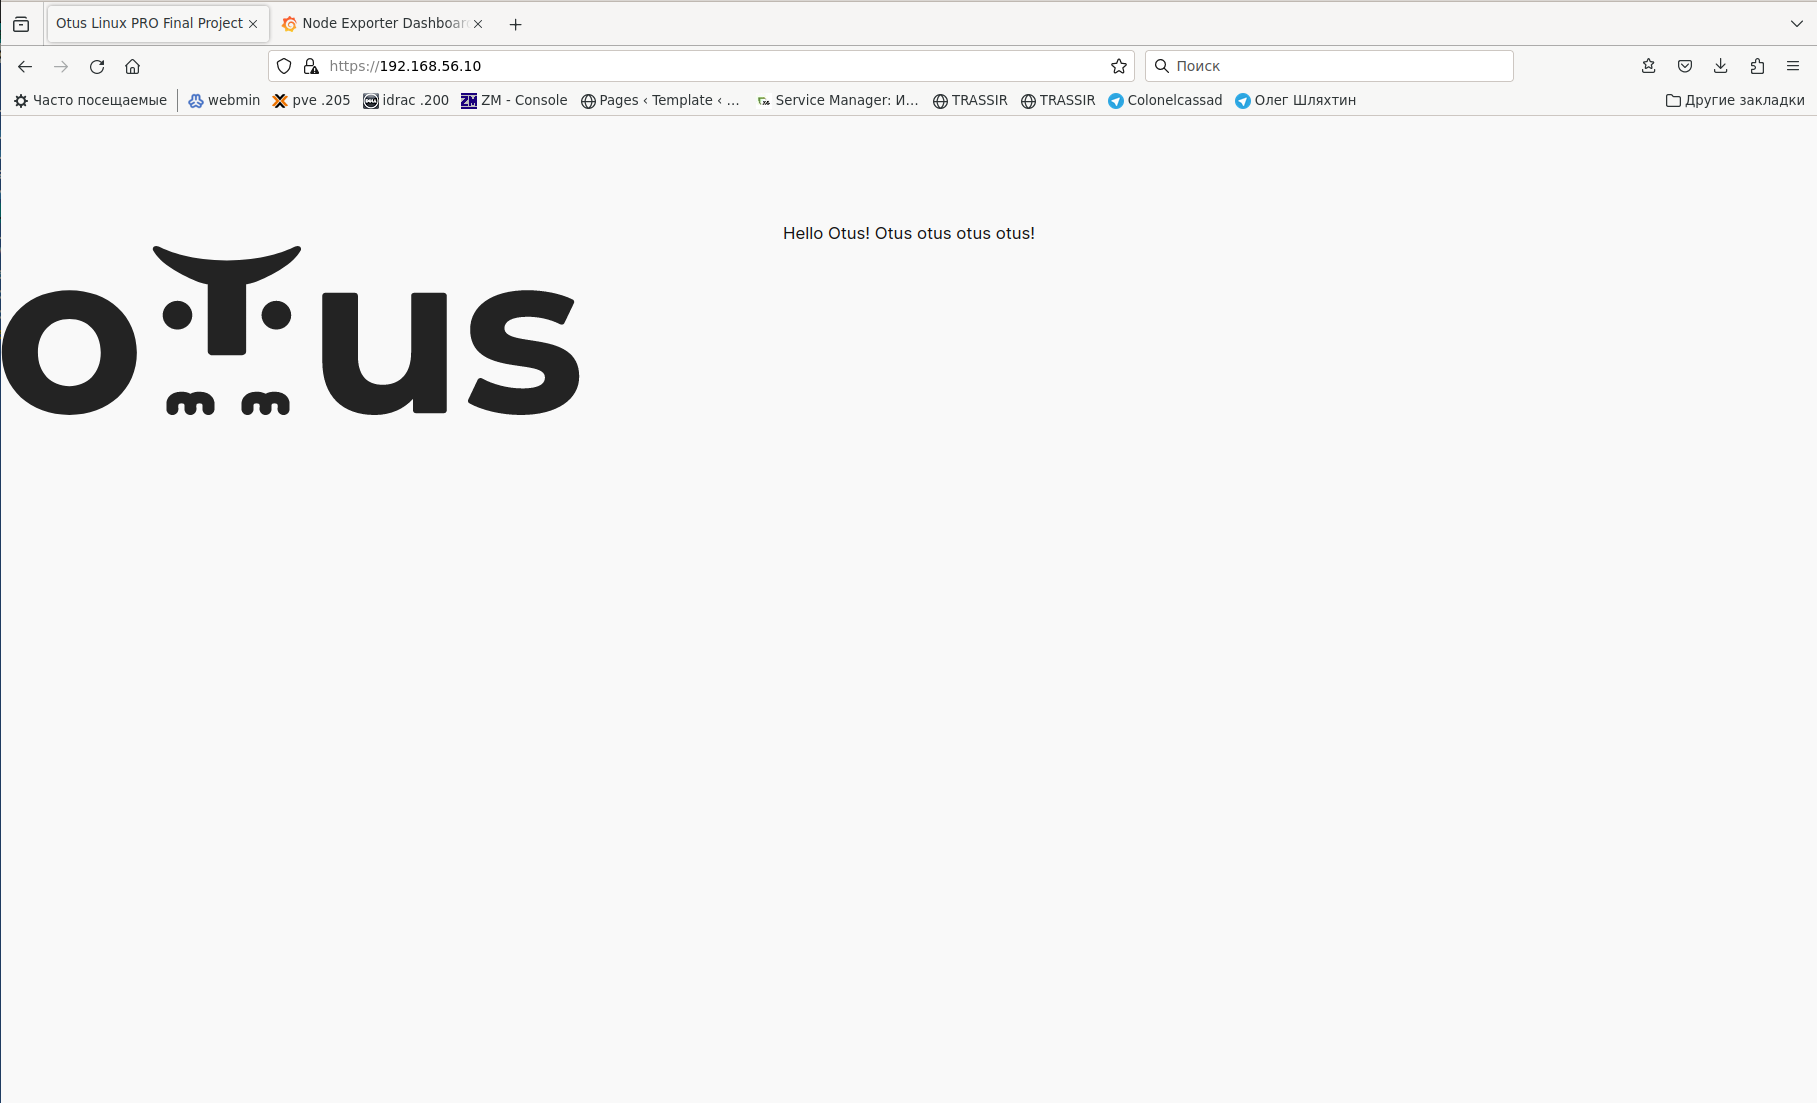 Otus Linux PRO Final Project
Node Exporter Dashboar
https://192.168.56.10
Поиск
Часто посещаемые
webmin
pve .205
idrac .200
ZM - Console
Pages ‹ Template ‹ …
Service Manager: И…
TRASSIR
TRASSIR
Colonelcassad
Олег Шляхтин
Другие закладки
Hello Otus! Otus otus otus otus!
oTus